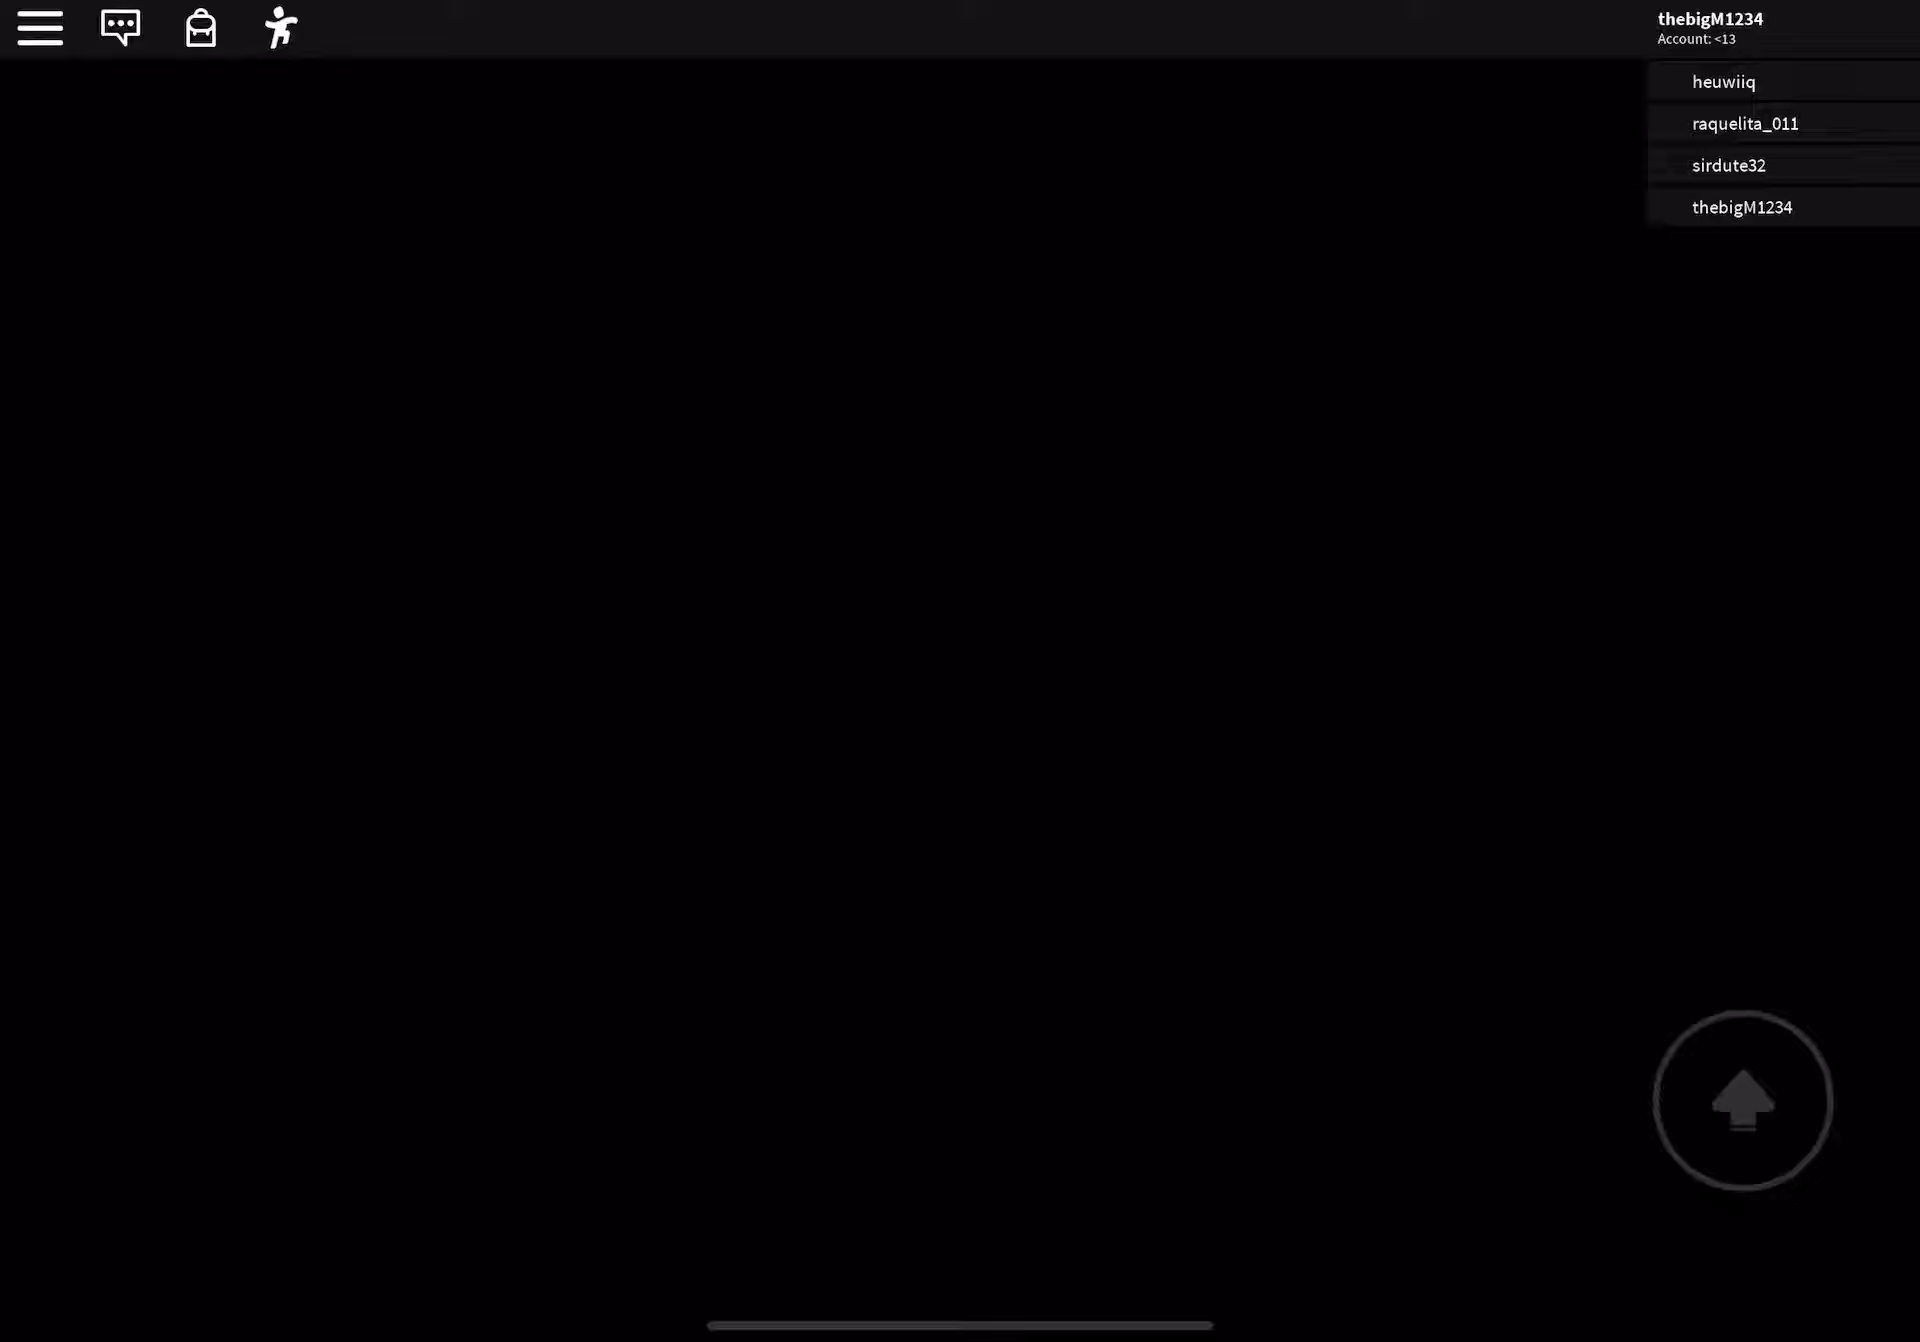 thebigM1234
Account: <13
heuwiiq
raquelita_011
sirdute32
thebigM1234